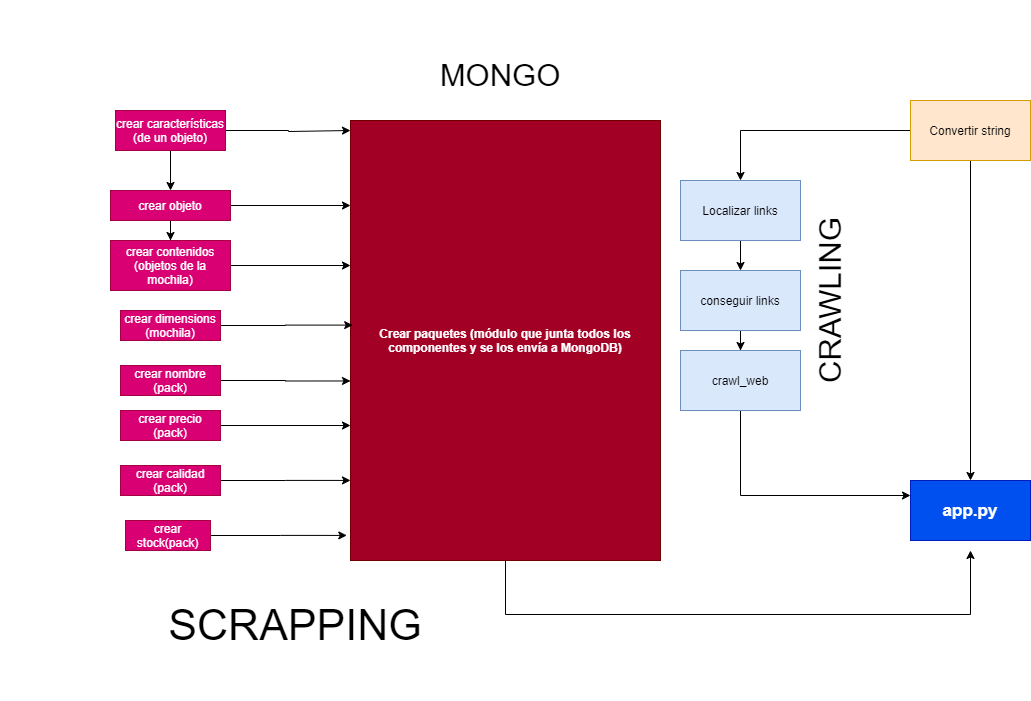 MONGO
crear características
(de un objeto)
crear objeto
crear contenidos
(objetos de la
mochila)
crear dimensions
(mochila)
crear nombre
(pack)
crear precio
(pack)
crear calidad
(pack)
crear
stock(pack)
Crear paquetes (módulo que junta todos los
componentes y se los envía a MongoDB)
SCRAPPING
Convertir string
Localizar links
conseguir links
crawl_web
CRAWLING
app.py